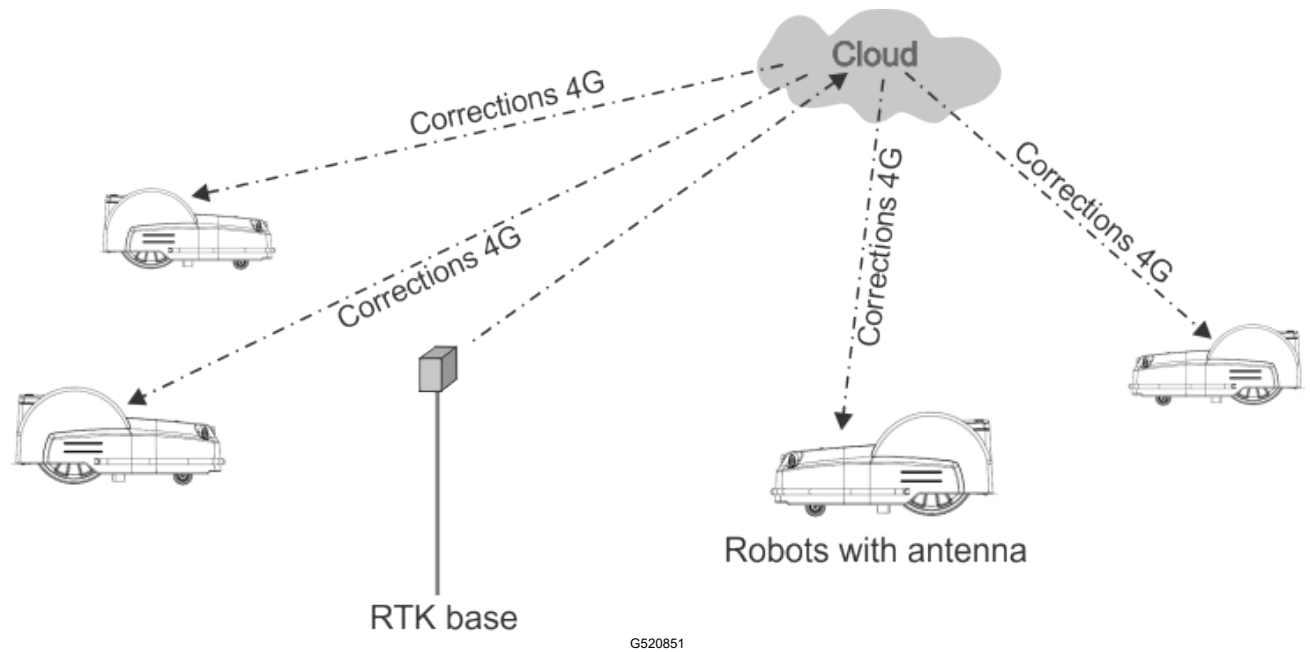 Cloud
Corrections 4G
Corrections 4G
Corrections 4G
Corrections 4G
Robots with antenna
RTK base
G520851